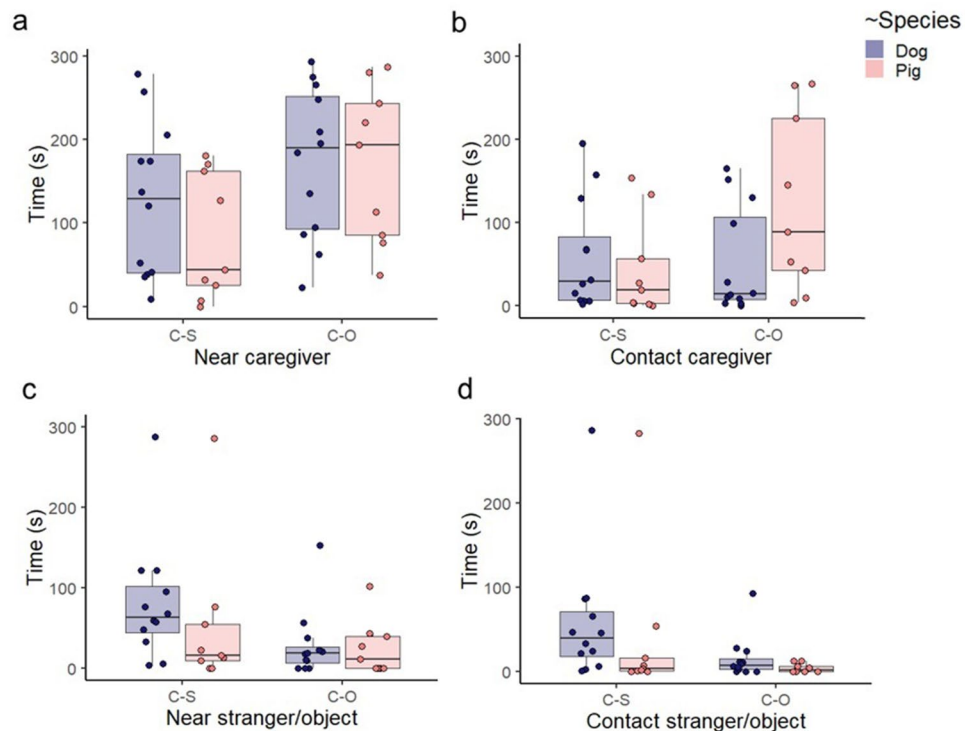 a
b
~Species
Dog
Pig
300
200
100
0
Time (s)
C-S
C-O
Near caregiver
300
200
100
0
Time (s)
C-S
C-O
Contact caregiver
c
d
300
200
100
0
Time (s)
C-S
C-O
Near stranger/object
300
200
100
0
Time (s)
C-S
C-O
Contact stranger/object